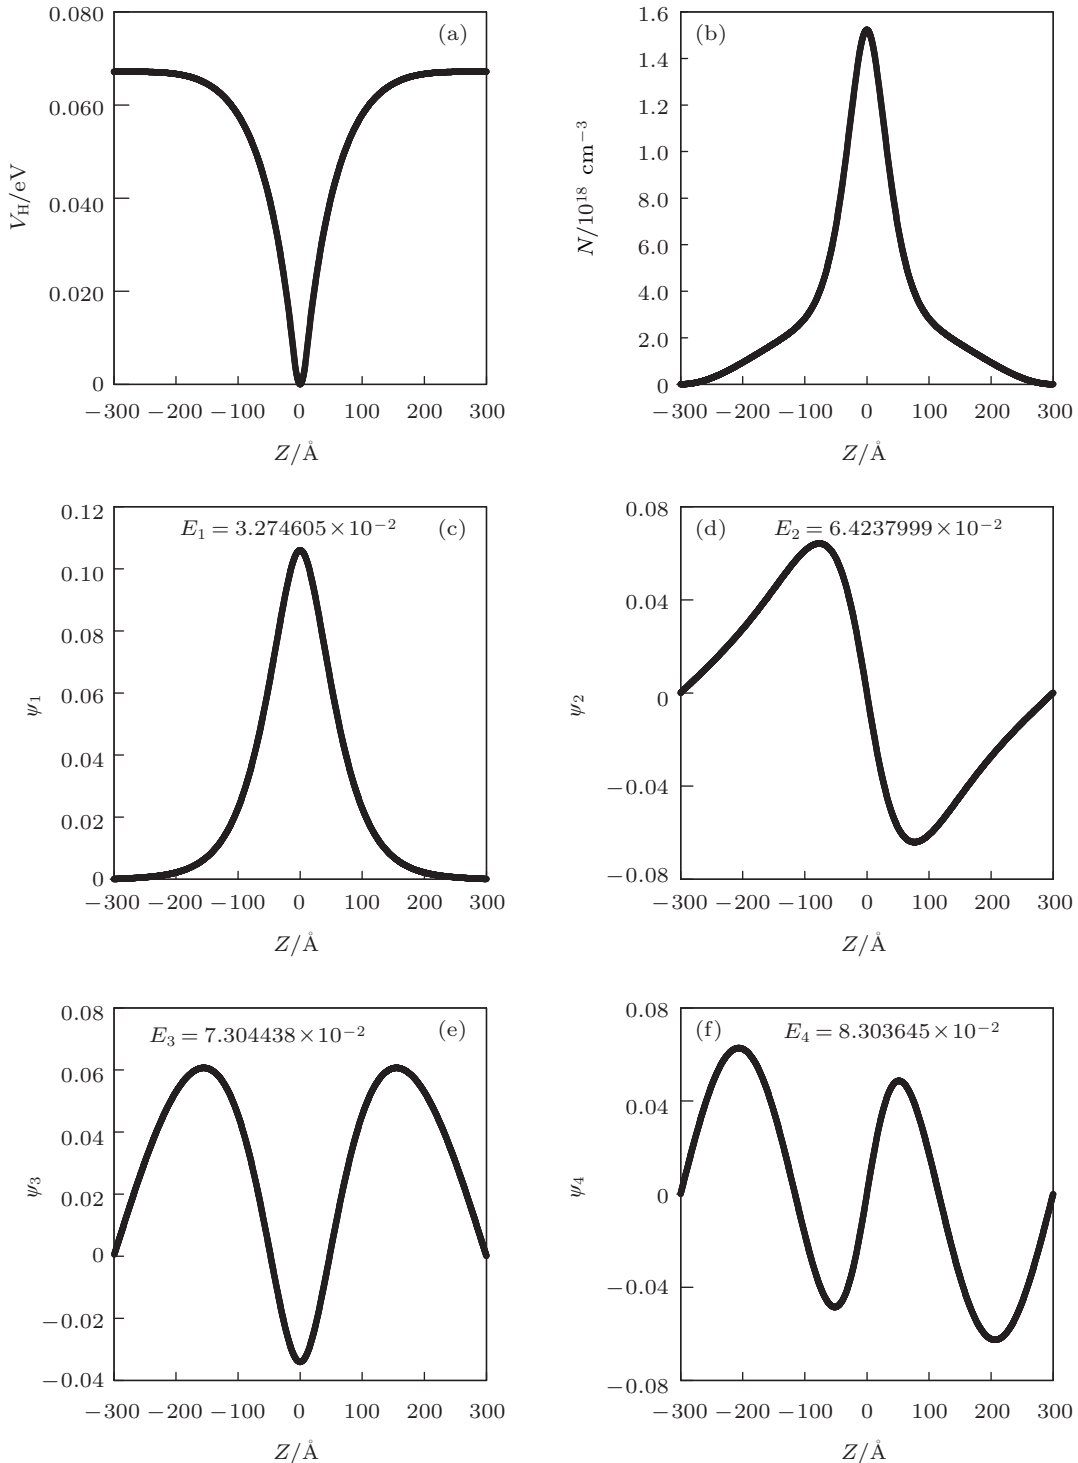 0.080
(a)
0.060
0.040
0.020
0
V_H/eV
−300 −200 −100 0 100 200 300
Z/Å
1.6
(b)
1.4
1.2
1.0
8.0
6.0
4.0
2.0
0
N/10^18 cm^−3
−300 −200 −100 0 100 200 300
Z/Å
0.12
E_1 = 3.274605×10^−2 (c)
0.10
0.08
0.06
0.04
0.02
0
ψ_1
−300 −200 −100 0 100 200 300
Z/Å
0.08
(d) E_2 = 6.4237999×10^−2
0.04
0
−0.04
−0.08
ψ_2
−300 −200 −100 0 100 200 300
Z/Å
0.08
E_3 = 7.304438×10^−2 (e)
0.06
0.04
0.02
0
−0.02
−0.04
ψ_3
−300 −200 −100 0 100 200 300
Z/Å
0.08
(f) E_4 = 8.303645×10^−2
0.04
0
−0.04
−0.08
ψ_4
−300 −200 −100 0 100 200 300
Z/Å